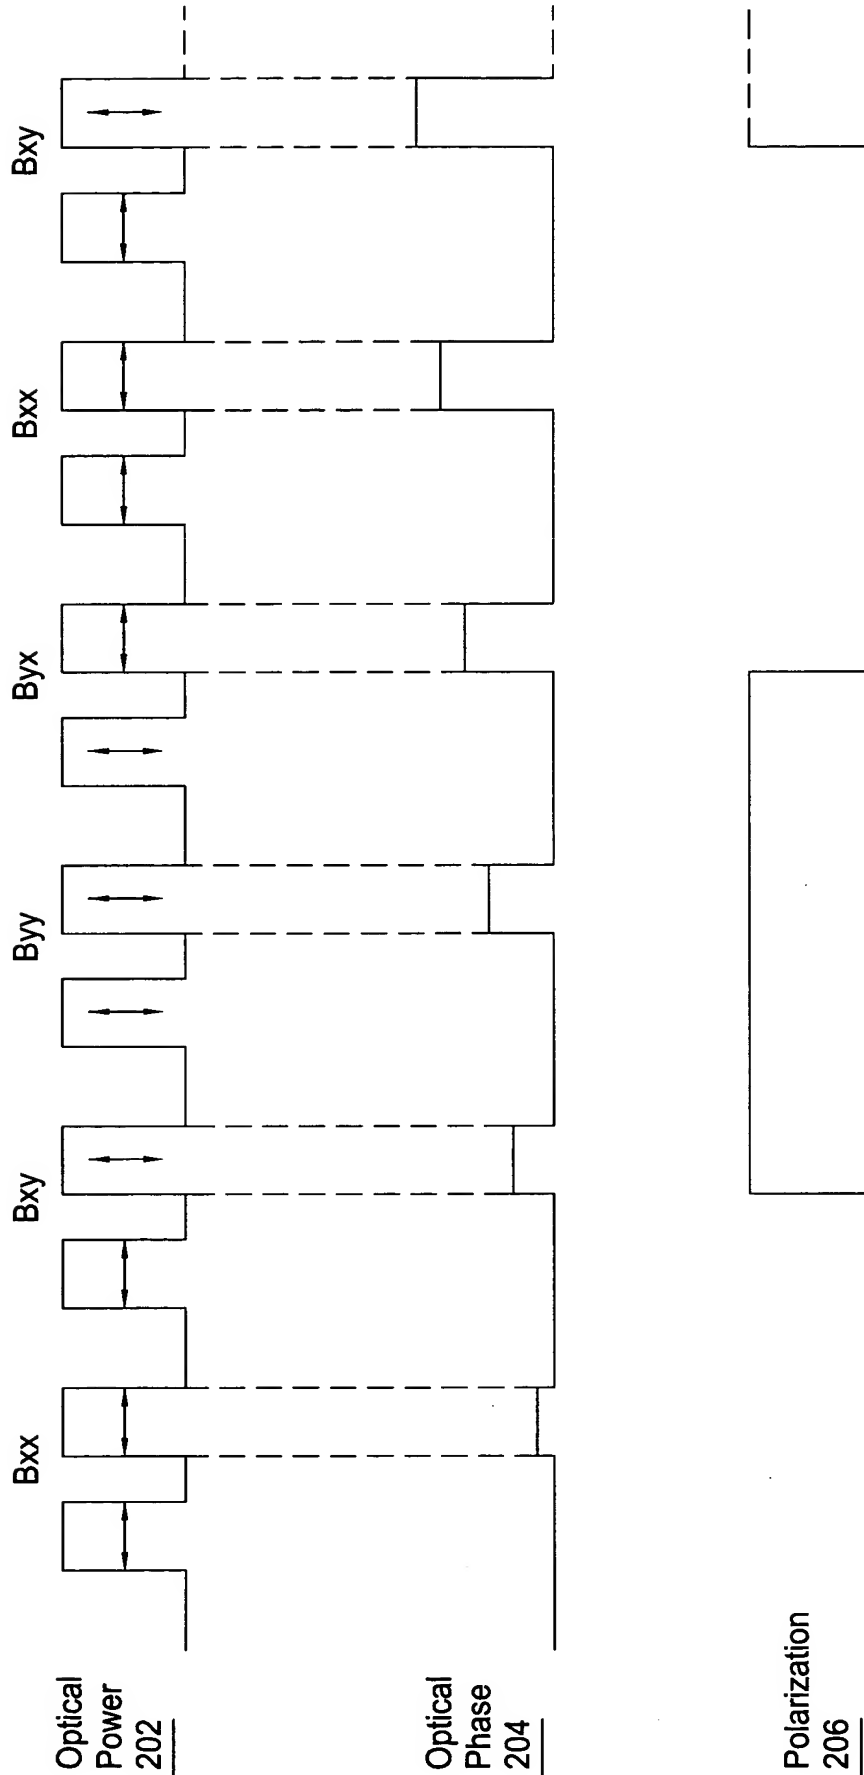 Bxx
Bxy
Byy
Byx
Bxx
Bxy
Optical
Power
202
Optical
Phase
204
Polarization
206